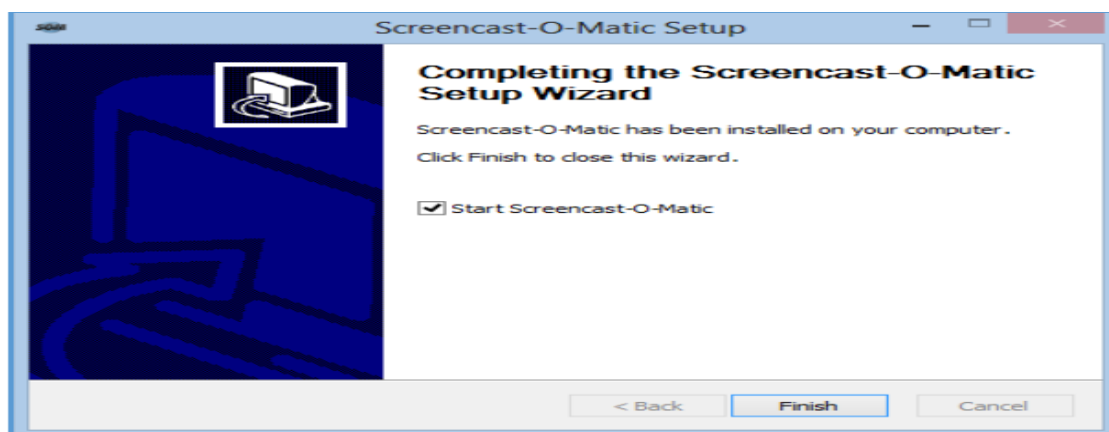 Screencast-O-Matic Setup
Completing the Screencast-O-Matic
Setup Wizard
Screencast-O-Matic has been installed on your computer.
Click Finish to close this wizard.
Start Screencast-O-Matic
< Back Finish Cancel